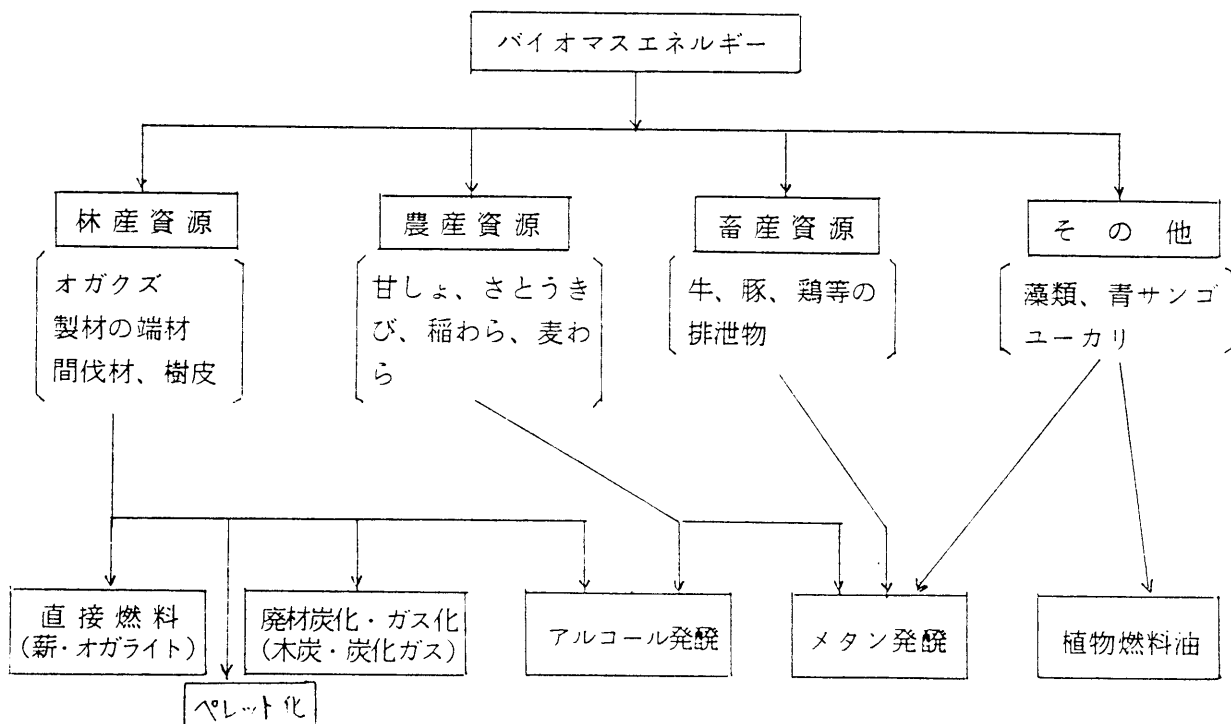 バイオマスエネルギー
林産資源
農産資源
畜産資源
その他
オガクズ
製材の端材
間伐材、樹皮
甘しょ、さとうき
び、稲わら、麦わ
ら
牛、豚、鶏等の
排泄物
藻類、青サンゴ
ユーカリ
直接燃料
(薪・オガライト)
廃材炭化・ガス化
(木炭・炭化ガス)
アルコール発醗
メタン発醗
植物燃料油
ペレット化